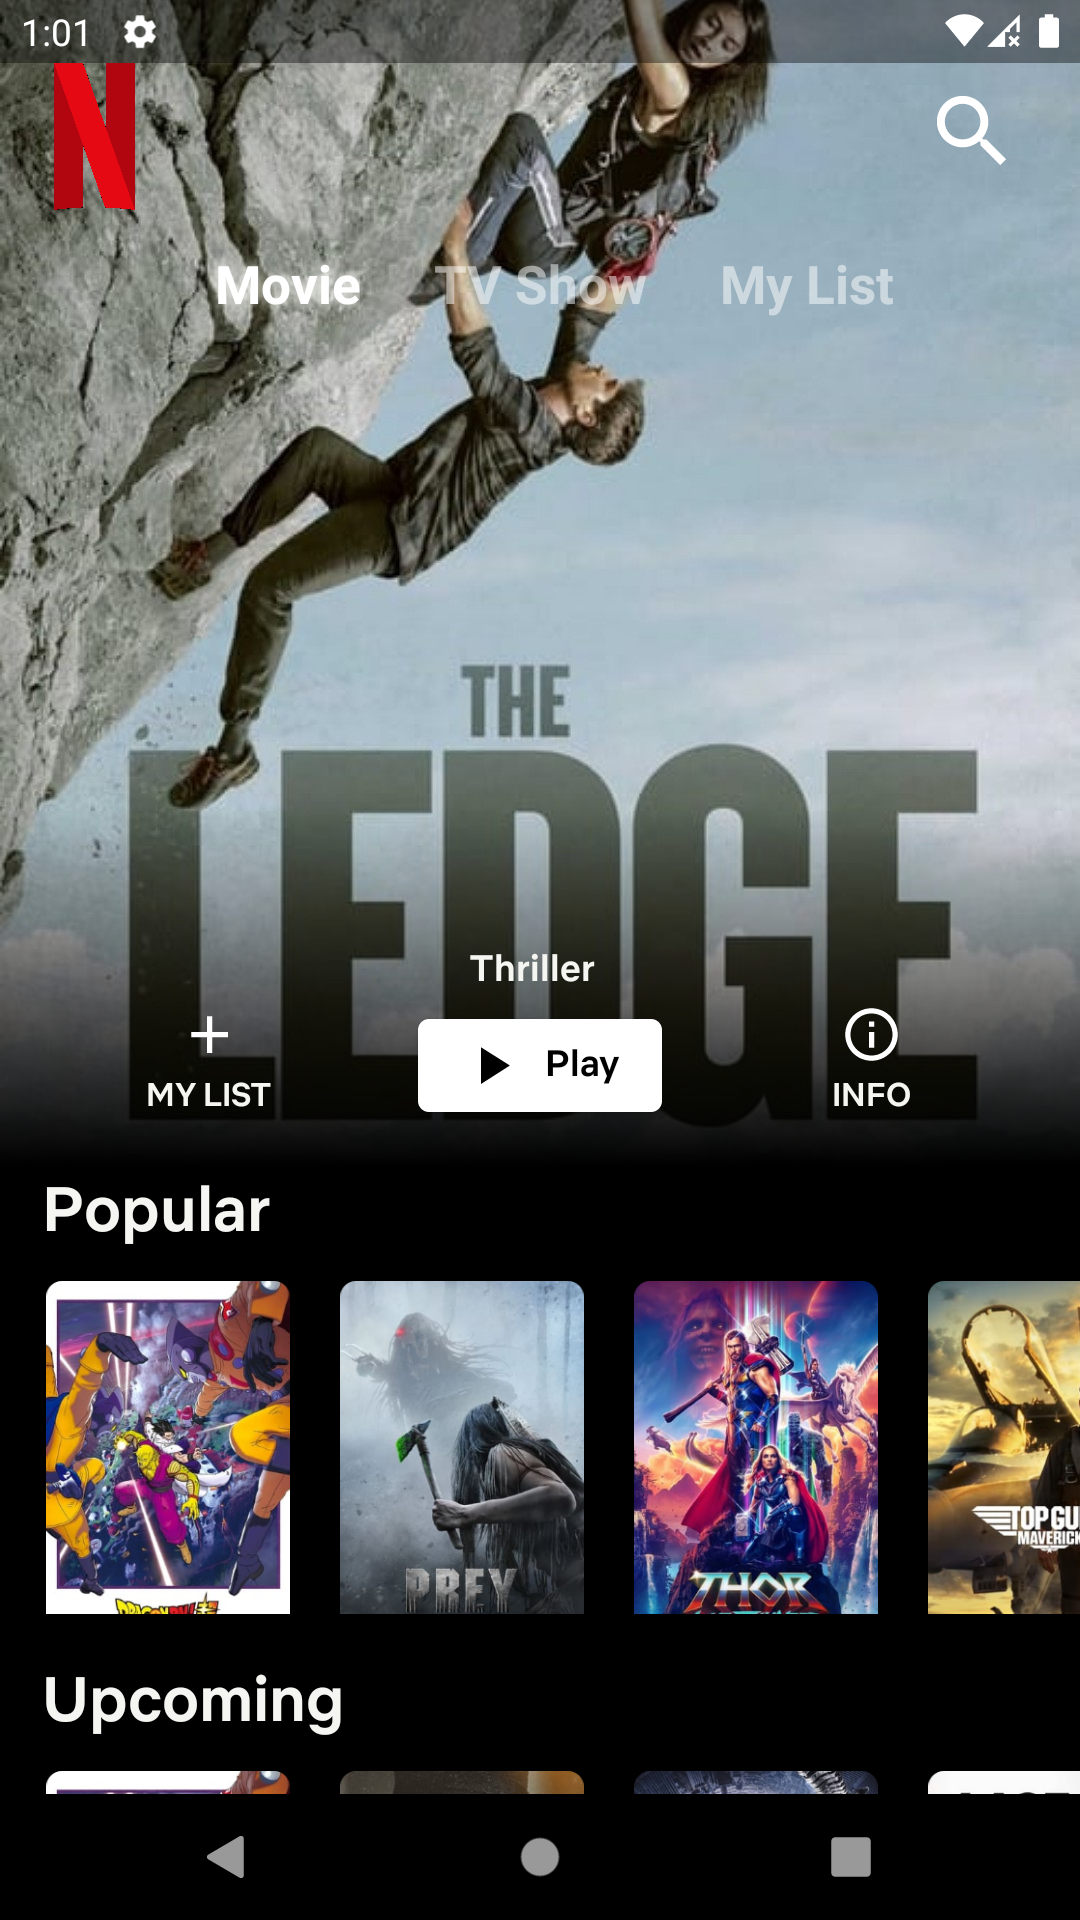 1:01
N
Movie TV Show My List
THE
LEDGE
Thriller
MY LIST Play INFO
Popular
PREY
THOR
TOP GU
MAVERICK
Upcoming